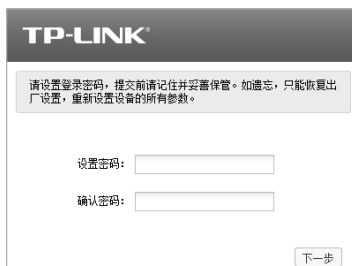 TP-LINK®
请设置登录密码，提交前请记住并妥善保管。如遗忘，只能恢复出
厂设置，重新设置设备的所有参数。
设置密码：
确认密码：
下一步